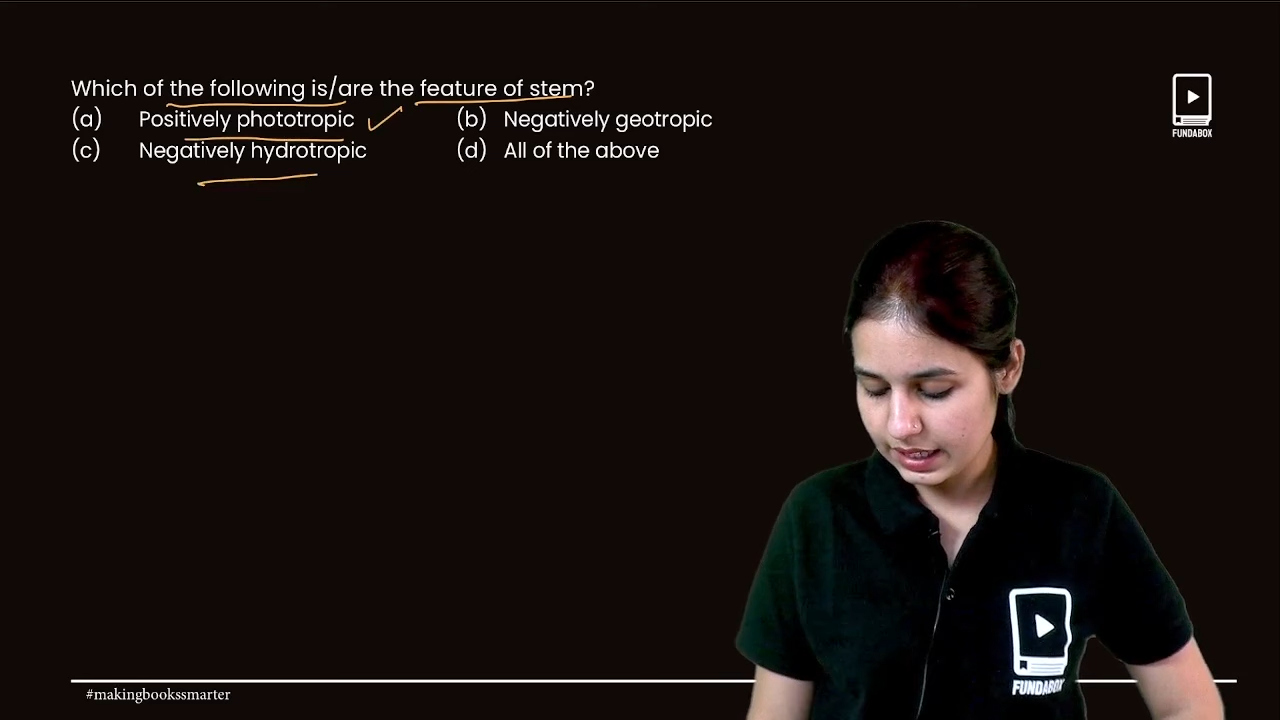 Which of the following is/are the feature of stem?
(a) Positively phototropic (b) Negatively geotropic
(c) Negatively hydrotropic (d) All of the above
FUNDABOX
FUNDABOX
#makingbookssmarter